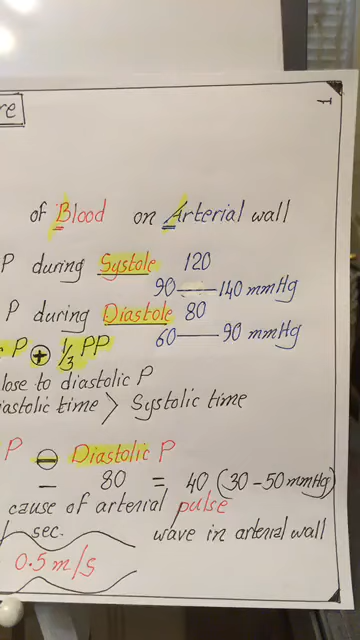 re
1
of Blood on Arterial wall
P during Systole 120
90 — 140 mmHg
P during Diastole 80
60 — 90 mmHg
P + 1/3 PP
lose to diastolic P
iastolic time > Systolic time
P − Diastolic P
− 80 = 40 (30 - 50 mmHg)
cause of arterial pulse
sec. wave in arterial wall
0.5 m/s